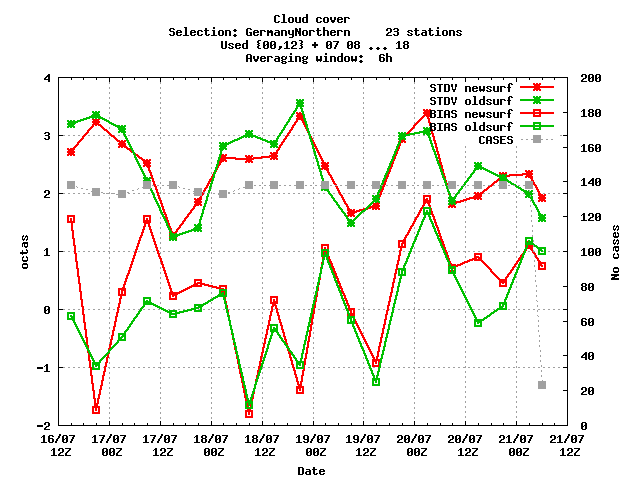 Cloud cover
Selection: GermanyNorthern 23 stations
Used {00,12} + 07 08 ... 18
Averaging window: 6h
STDV newsurf
STDV oldsurf
BIAS newsurf
BIAS oldsurf
CASES
4
3
2
1
0
-1
-2
octas
200
180
160
140
120
100
80
60
40
20
0
No cases
16/07 17/07 17/07 18/07 18/07 19/07 19/07 20/07 20/07 21/07 21/07
12Z 00Z 12Z 00Z 12Z 00Z 12Z 00Z 12Z 00Z 12Z
Date